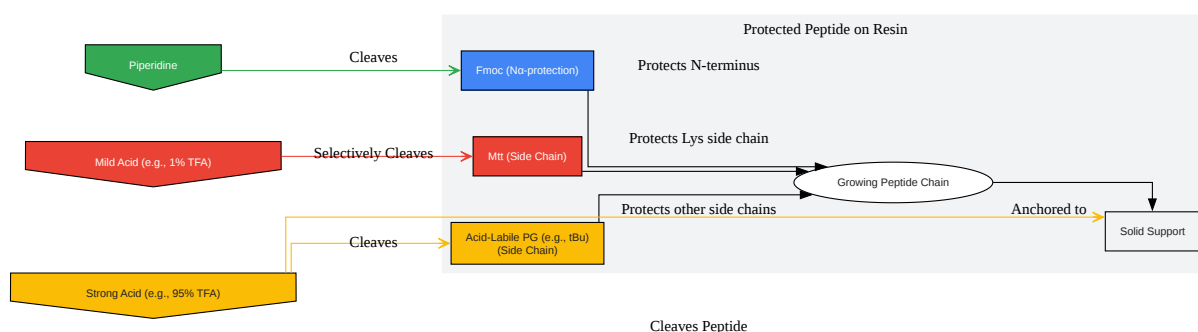 Protected Peptide on Resin
Piperidine
Cleaves
Fmoc (Nα-protection)
Protects N-terminus
Mild Acid (e.g., 1% TFA)
Selectively Cleaves
Mtt (Side Chain)
Protects Lys side chain
Growing Peptide Chain
Strong Acid (e.g., 95% TFA)
Cleaves
Acid-Labile PG (e.g., tBu)
(Side Chain)
Protects other side chains
Anchored to
Solid Support
Cleaves Peptide